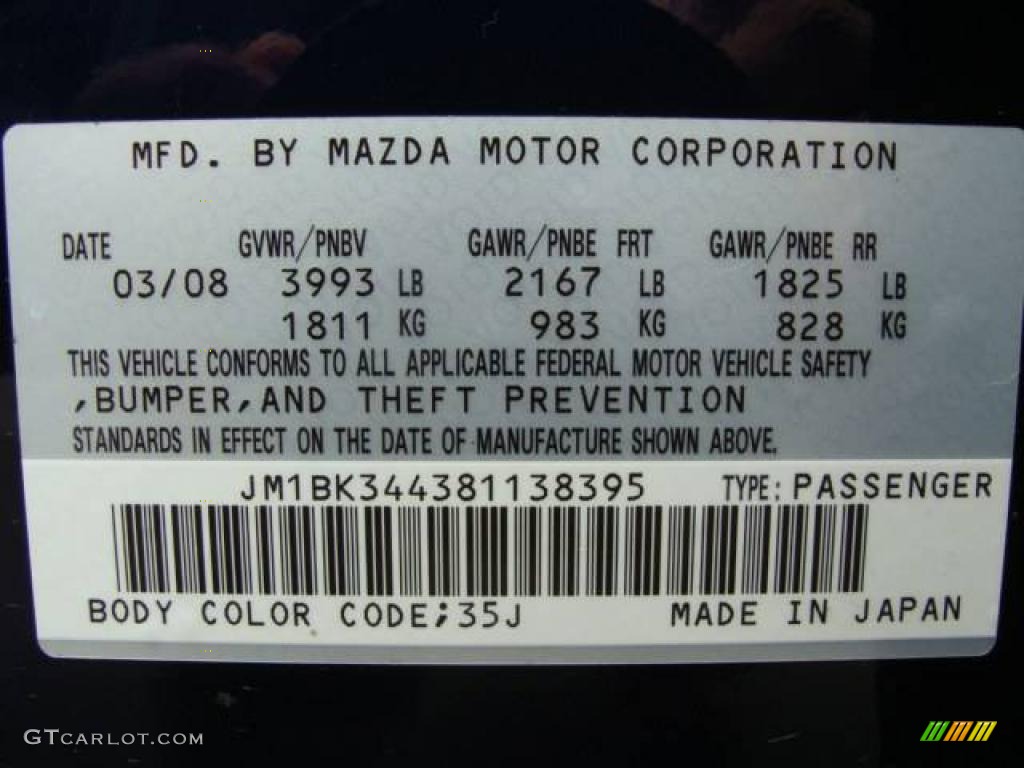 MFD. BY MAZDA MOTOR CORPORATION
DATE GVWR/PNBV GAWR/PNBE FRT GAWR/PNBE RR
03/08 3993 LB 2167 LB 1825 LB
1811 KG 983 KG 828 KG
THIS VEHICLE CONFORMS TO ALL APPLICABLE FEDERAL MOTOR VEHICLE SAFETY
,BUMPER,AND THEFT PREVENTION
STANDARDS IN EFFECT ON THE DATE OF MANUFACTURE SHOWN ABOVE.
JM1BK344381138395 TYPE: PASSENGER
BODY COLOR CODE;35J MADE IN JAPAN
GTCARLOT.COM